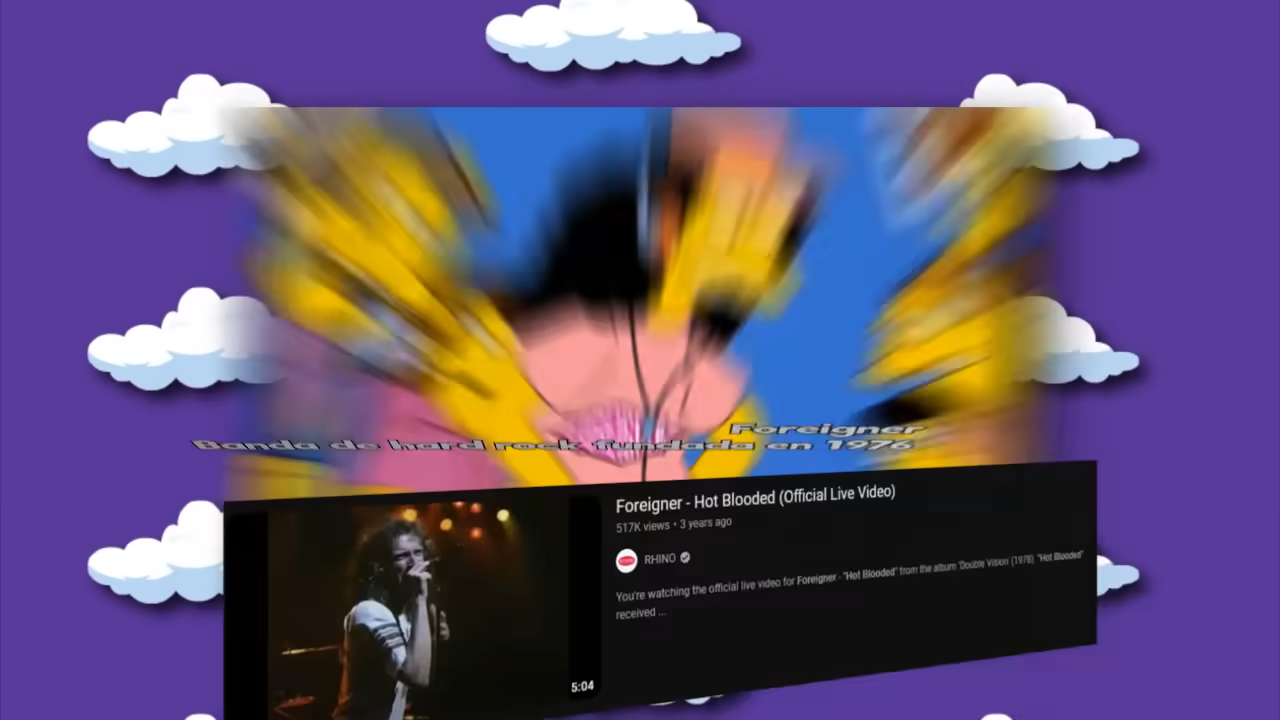 Foreigner
Banda de hard rock fundada en 1976
Foreigner - Hot Blooded (Official Live Video)
517K views • 3 years ago
RHINO
You're watching the official live video for Foreigner - "Hot Blooded" from the album 'Double Vision (1978). "Hot Blooded"
received ...
5:04